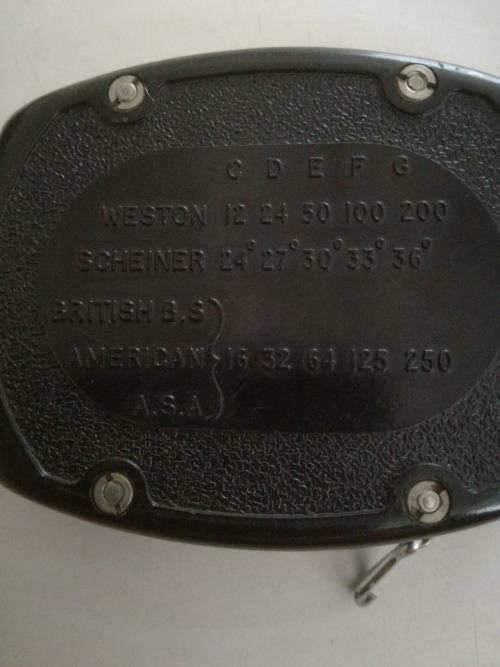 C D E F G
WESTON 12 24 50 100 200
SCHEINER 24° 27° 30° 33° 36°
BRITISH B.S
AMERICAN 16 32 64 125 250
A.S.A